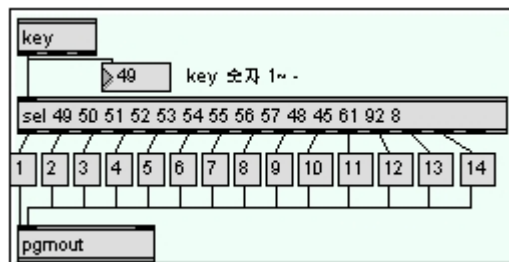 key
49 key 숫자 1~ -
sel 49 50 51 52 53 54 55 56 57 48 45 61 92 8
1 2 3 4 5 6 7 8 9 10 11 12 13 14
pgmout